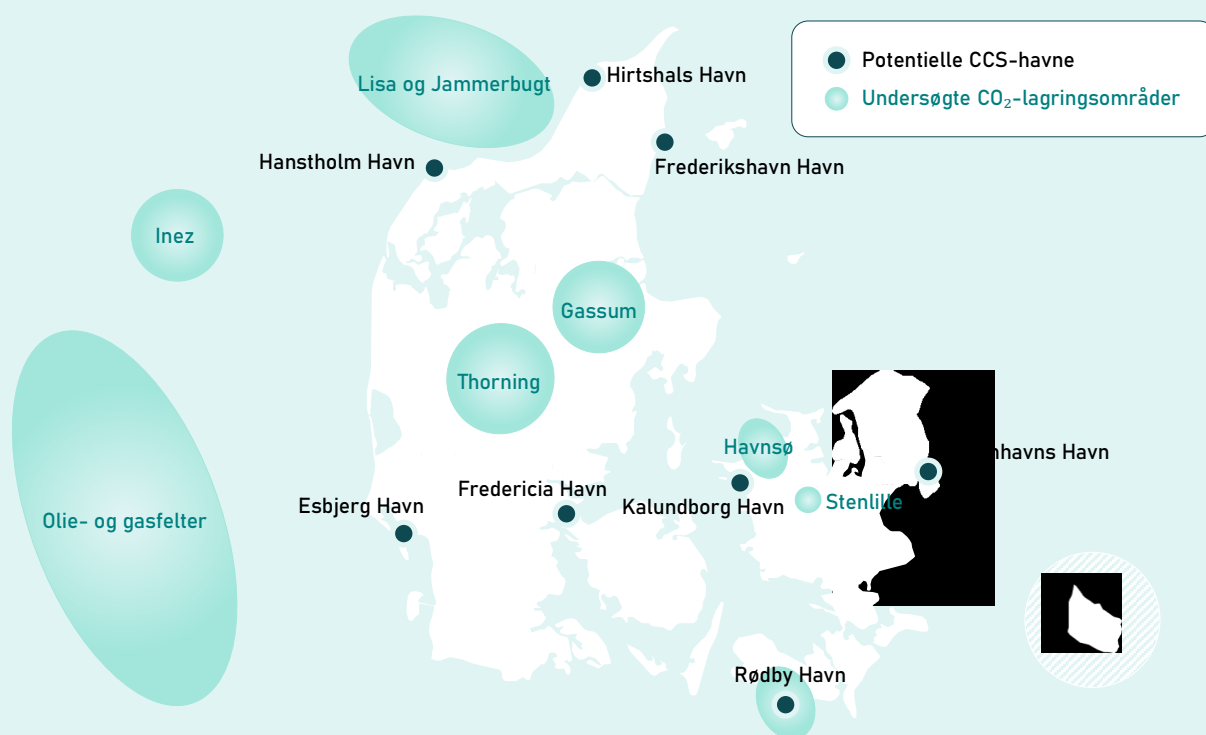 Potentielle CCS-havne
Undersøgte CO₂-lagringsområder
Lisa og Jammerbugt
Hirtshals Havn
Hanstholm Havn
Frederikshavn Havn
Inez
Gassum
Thorning
Havnsø
nhavns Havn
Esbjerg Havn
Fredericia Havn
Kalundborg Havn
Stenlille
Olie- og gasfelter
Rødby Havn